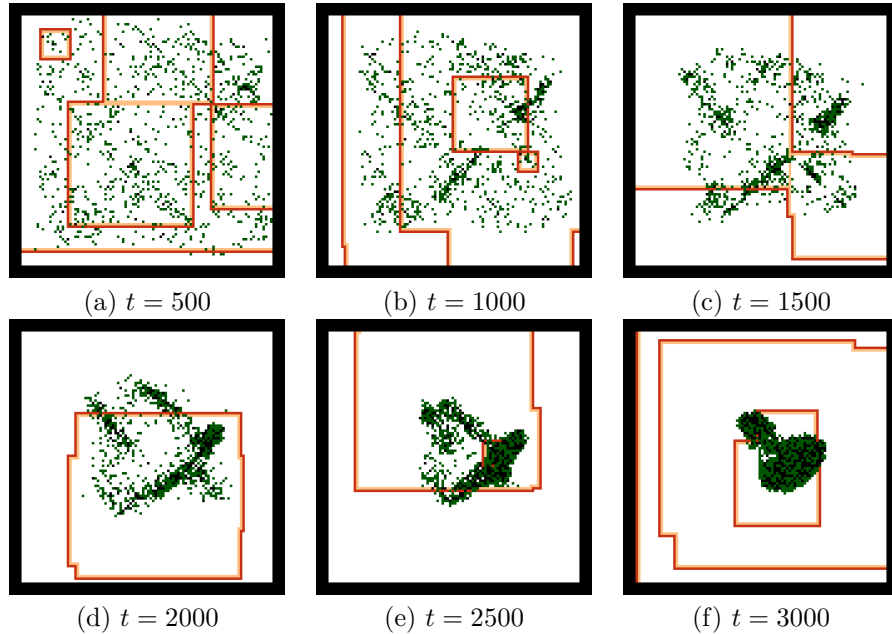 (a) t = 500
(b) t = 1000
(c) t = 1500
(d) t = 2000
(e) t = 2500
(f) t = 3000